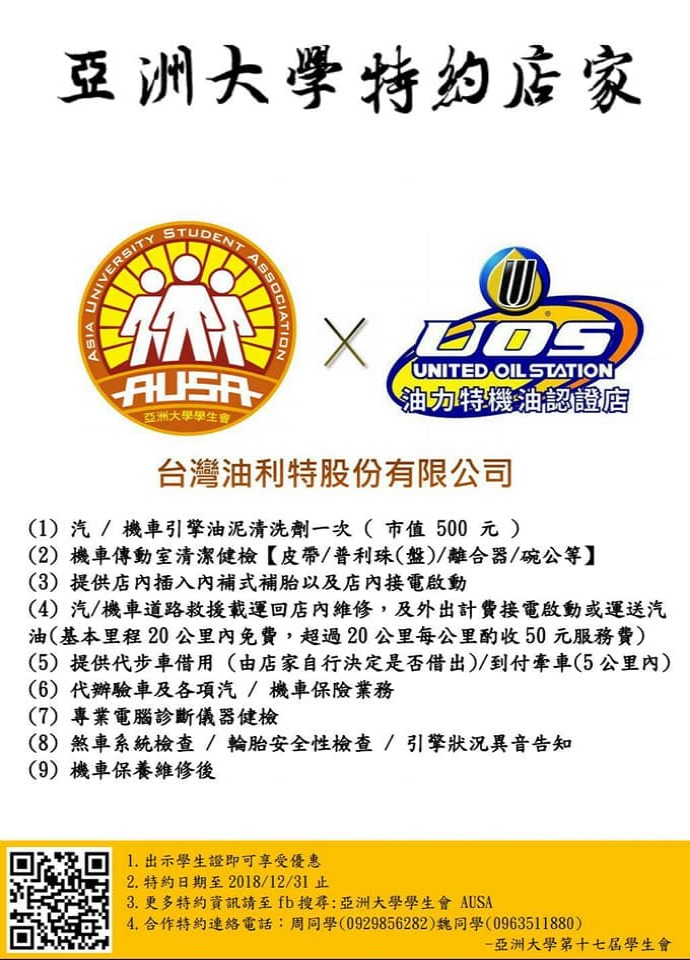 亞洲大學特約店家
ASIA UNIVERSITY STUDENT ASSOCIATION
AUSA
亞洲大學學生會
U
UOS
®
UNITED OIL STATION
油力特機油認證店
台灣油利特股份有限公司
(1) 汽 / 機車引擎油泥清洗劑一次 ( 市值 500 元 )
(2) 機車傳動室清潔健檢【皮帶/普利珠(盤)/離合器/碗公等】
(3) 提供店內插入內補式補胎以及店內接電啟動
(4) 汽/機車道路救援載運回店內維修，及外出計費接電啟動或運送汽
油(基本里程 20 公里內免費，超過 20 公里每公里酌收 50 元服務費)
(5) 提供代步車借用 (由店家自行決定是否借出)/到付牽車(5 公里內)
(6) 代辦驗車及各項汽 / 機車保險業務
(7) 專業電腦診斷儀器健檢
(8) 煞車系統檢查 / 輪胎安全性檢查 / 引擎狀況異音告知
(9) 機車保養維修後
1. 出示學生證即可享受優惠
2. 特約日期至 2018/12/31 止
3. 更多特約資訊請至 fb 搜尋:亞洲大學學生會 AUSA
4. 合作特約連絡電話：周同學(0929856282)魏同學(0963511880)
-亞洲大學第十七屆學生會